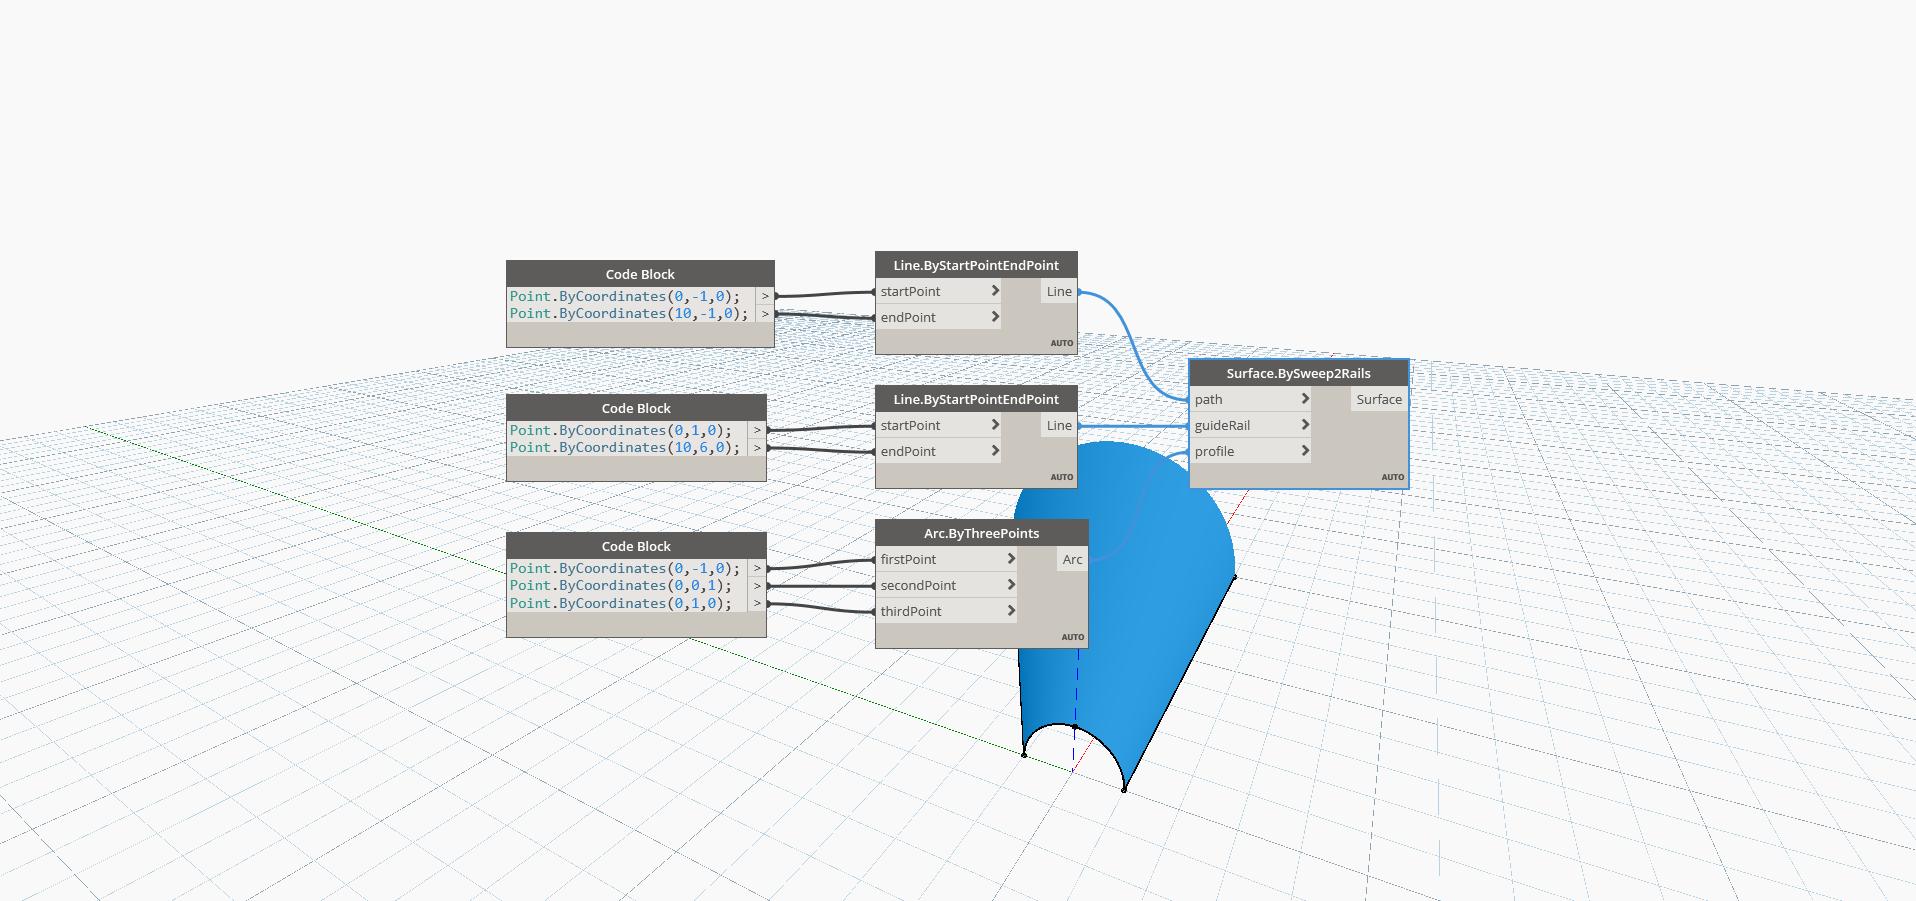 Code Block
Point.ByCoordinates(0,-1,0); >
Point.ByCoordinates(10,-1,0); >
Line.ByStartPointEndPoint
startPoint > Line
endPoint >
AUTO
Code Block
Point.ByCoordinates(0,1,0); >
Point.ByCoordinates(10,6,0); >
Line.ByStartPointEndPoint
startPoint > Line
endPoint >
AUTO
Surface.BySweep2Rails
path > Surface
guideRail >
profile >
AUTO
Code Block
Point.ByCoordinates(0,-1,0); >
Point.ByCoordinates(0,0,1); >
Point.ByCoordinates(0,1,0); >
Arc.ByThreePoints
firstPoint > Arc
secondPoint >
thirdPoint >
AUTO